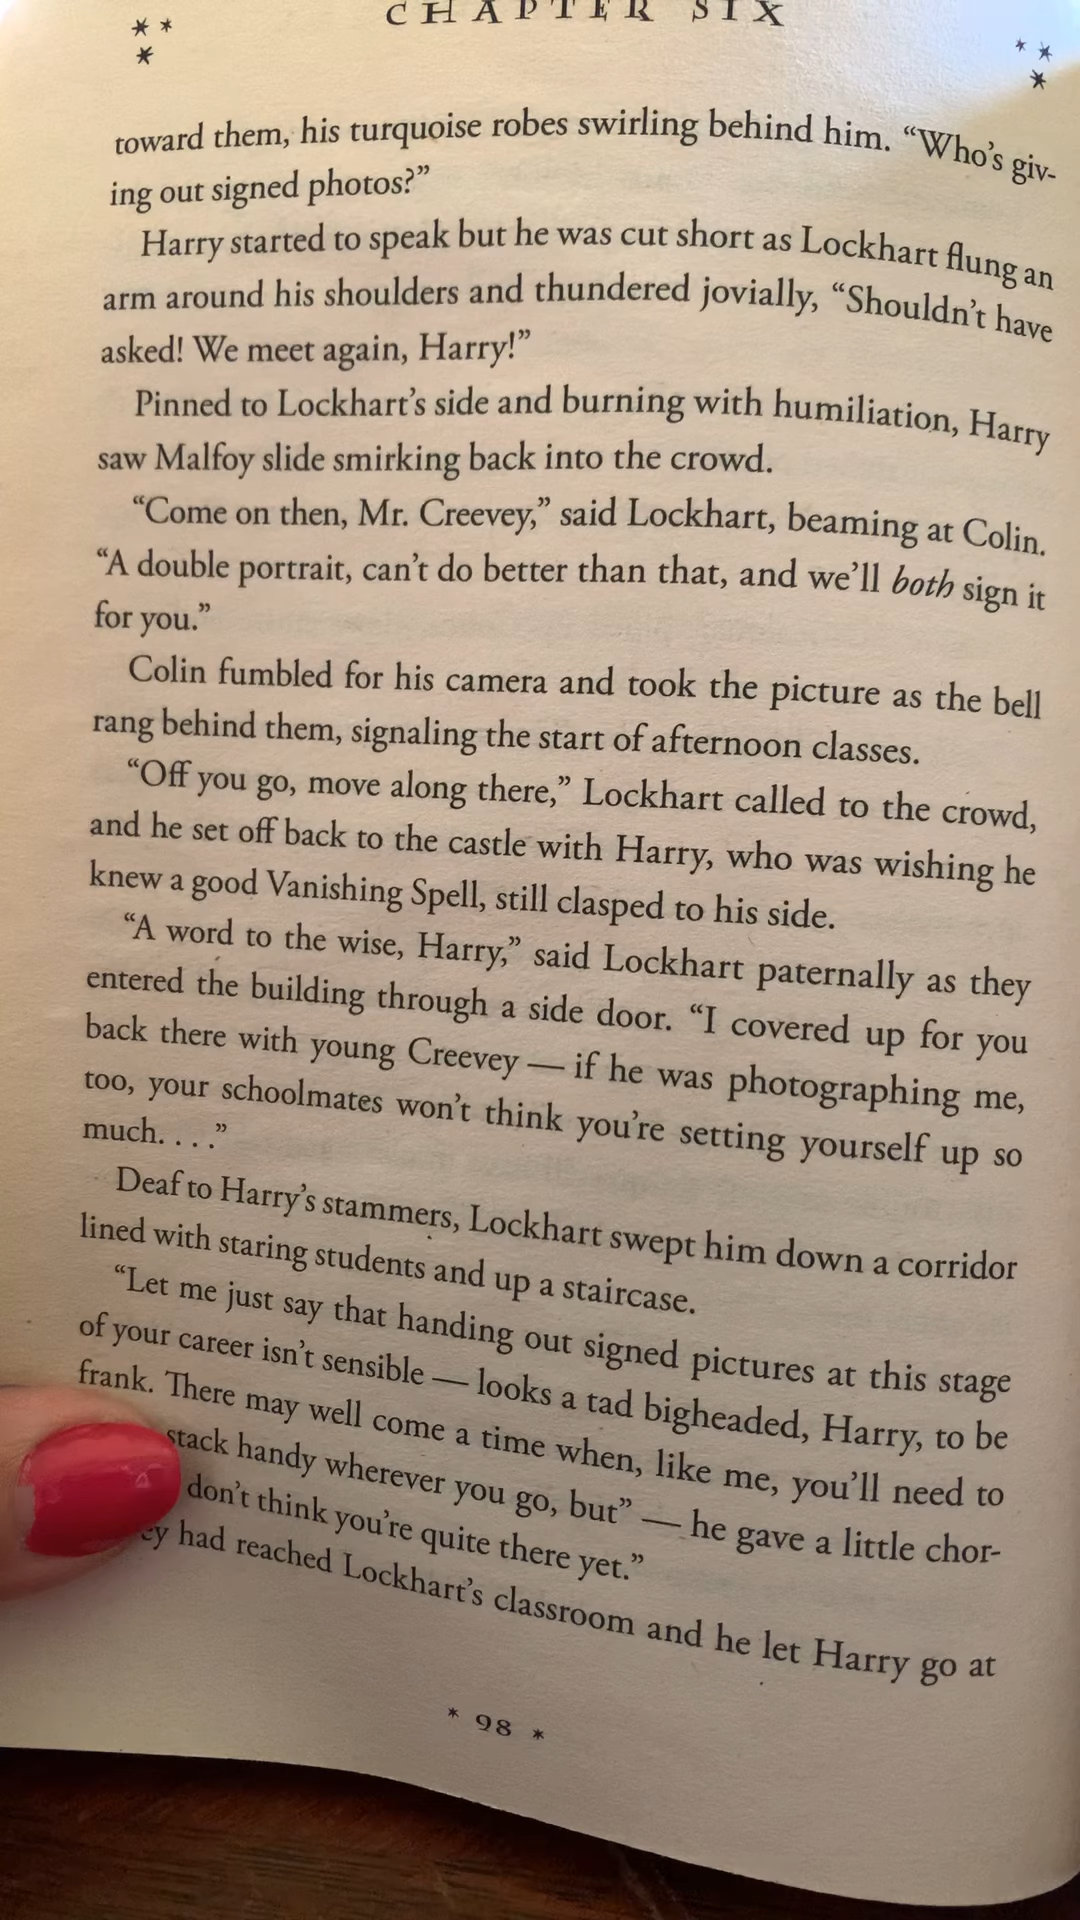 CHAPTER SIX
toward them, his turquoise robes swirling behind him. “Who’s giv-
ing out signed photos?”
Harry started to speak but he was cut short as Lockhart flung an
arm around his shoulders and thundered jovially, “Shouldn’t have
asked! We meet again, Harry!”
Pinned to Lockhart’s side and burning with humiliation, Harry
saw Malfoy slide smirking back into the crowd.
“Come on then, Mr. Creevey,” said Lockhart, beaming at Colin.
“A double portrait, can’t do better than that, and we’ll both sign it
for you.”
Colin fumbled for his camera and took the picture as the bell
rang behind them, signaling the start of afternoon classes.
“Off you go, move along there,” Lockhart called to the crowd,
and he set off back to the castle with Harry, who was wishing he
knew a good Vanishing Spell, still clasped to his side.
“A word to the wise, Harry,” said Lockhart paternally as they
entered the building through a side door. “I covered up for you
back there with young Creevey — if he was photographing me,
too, your schoolmates won’t think you’re setting yourself up so
much. . . .”
Deaf to Harry’s stammers, Lockhart swept him down a corridor
lined with staring students and up a staircase.
“Let me just say that handing out signed pictures at this stage
of your career isn’t sensible — looks a tad bigheaded, Harry, to be
frank. There may well come a time when, like me, you’ll need to
stack handy wherever you go, but” — he gave a little chor-
don’t think you’re quite there yet.”
had reached Lockhart’s classroom and he let Harry go at
* 98 *